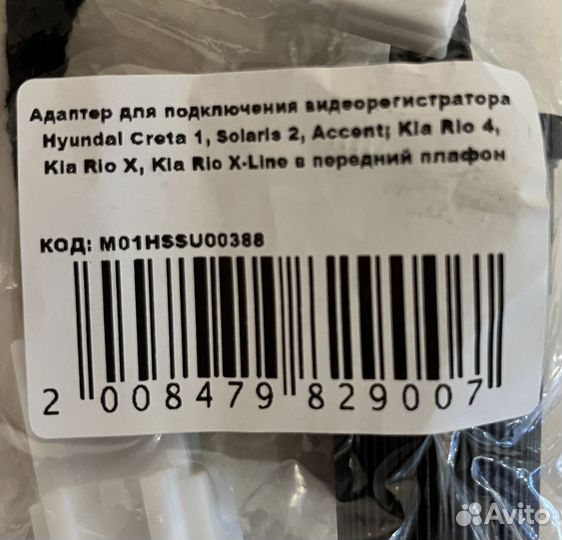 Адаптер для подключения видеорегистратора
Hyundai Creta 1, Solaris 2, Accent; Kia Rio 4,
Kia Rio X, Kia Rio X-Line в передний плафон
КОД: M01HSSU00388
2 008479 829007
Avito